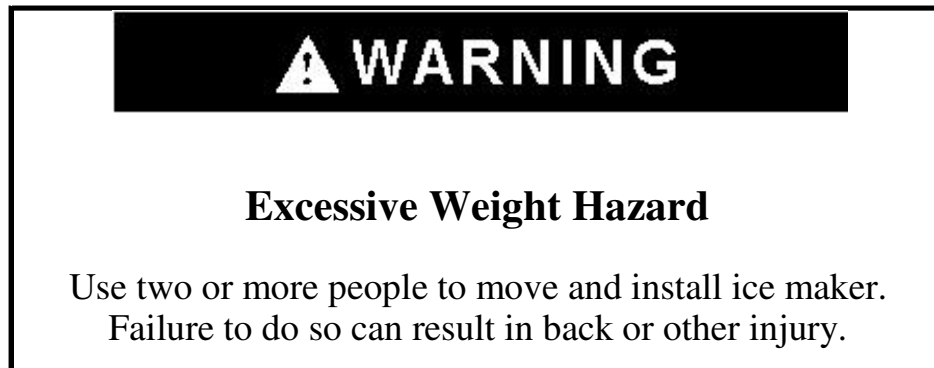 WARNING
Excessive Weight Hazard
Use two or more people to move and install ice maker.
Failure to do so can result in back or other injury.